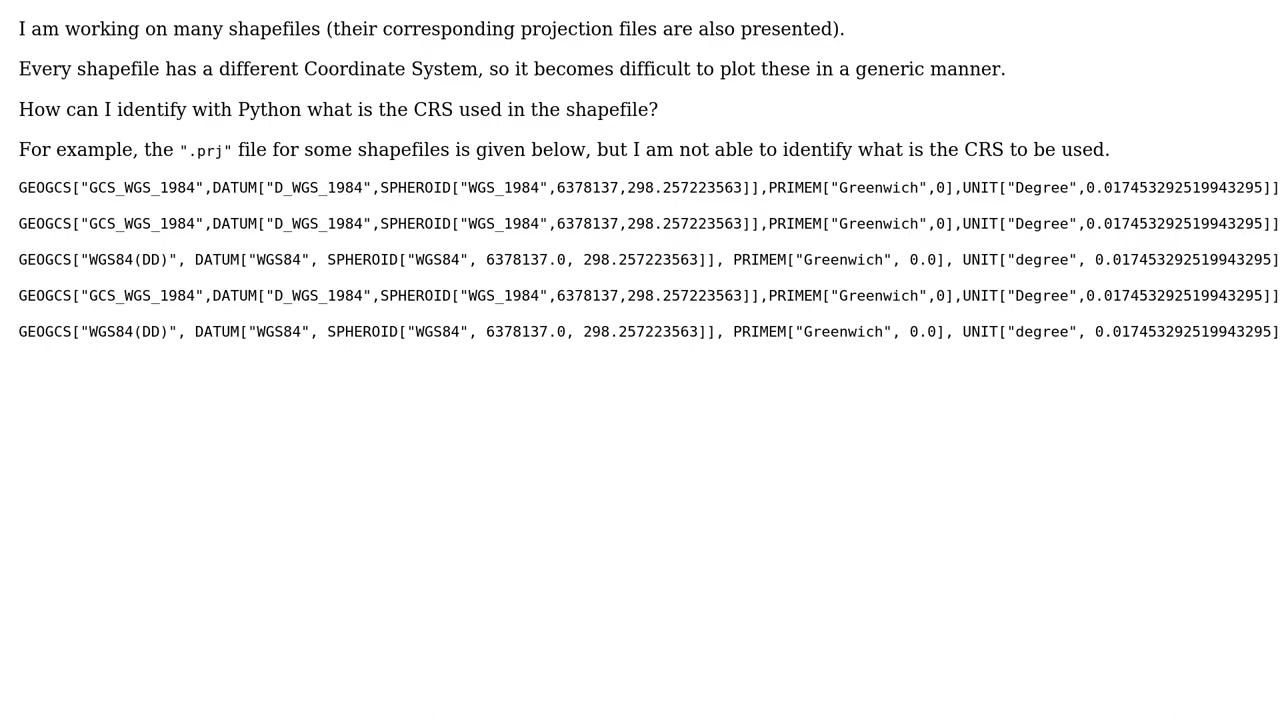 I am working on many shapefiles (their corresponding projection files are also presented).
Every shapefile has a different Coordinate System, so it becomes difficult to plot these in a generic manner.
How can I identify with Python what is the CRS used in the shapefile?
For example, the ".prj" file for some shapefiles is given below, but I am not able to identify what is the CRS to be used.
GEOGCS["GCS_WGS_1984",DATUM["D_WGS_1984",SPHEROID["WGS_1984",6378137,298.257223563]],PRIMEM["Greenwich",0],UNIT["Degree",0.017453292519943295]]
GEOGCS["GCS_WGS_1984",DATUM["D_WGS_1984",SPHEROID["WGS_1984",6378137,298.257223563]],PRIMEM["Greenwich",0],UNIT["Degree",0.017453292519943295]]
GEOGCS["WGS84(DD)", DATUM["WGS84", SPHEROID["WGS84", 6378137.0, 298.257223563]], PRIMEM["Greenwich", 0.0], UNIT["degree", 0.017453292519943295]
GEOGCS["GCS_WGS_1984",DATUM["D_WGS_1984",SPHEROID["WGS_1984",6378137,298.257223563]],PRIMEM["Greenwich",0],UNIT["Degree",0.017453292519943295]]
GEOGCS["WGS84(DD)", DATUM["WGS84", SPHEROID["WGS84", 6378137.0, 298.257223563]], PRIMEM["Greenwich", 0.0], UNIT["degree", 0.017453292519943295]